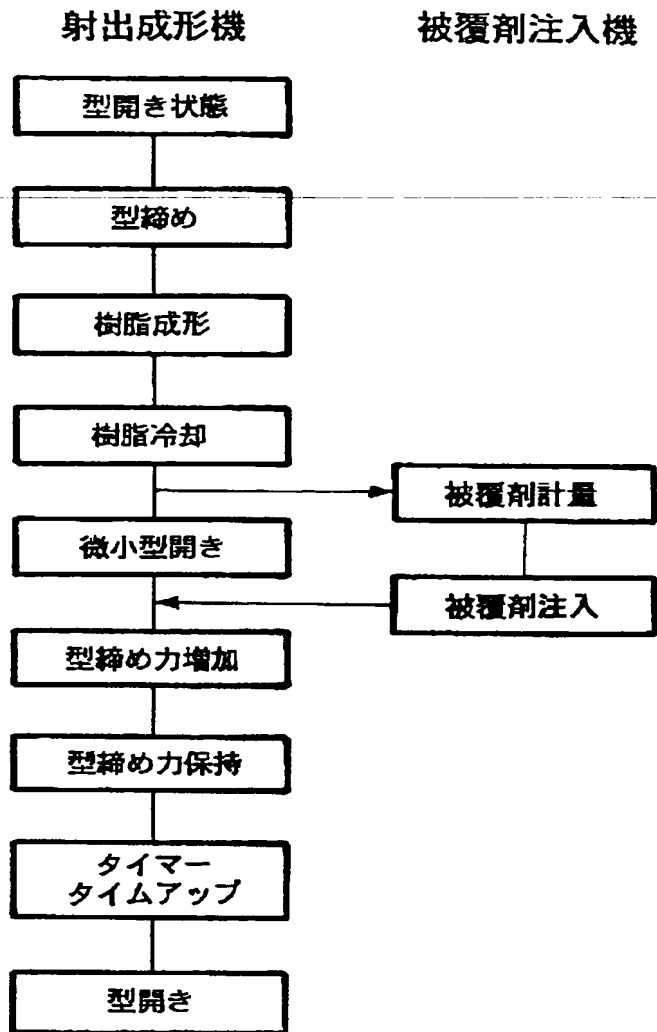 射出成形機
被覆剤注入機
型開き状態
型締め
樹脂成形
樹脂冷却
被覆剤計量
微小型開き
被覆剤注入
型締め力増加
型締め力保持
タイマー
タイムアップ
型開き